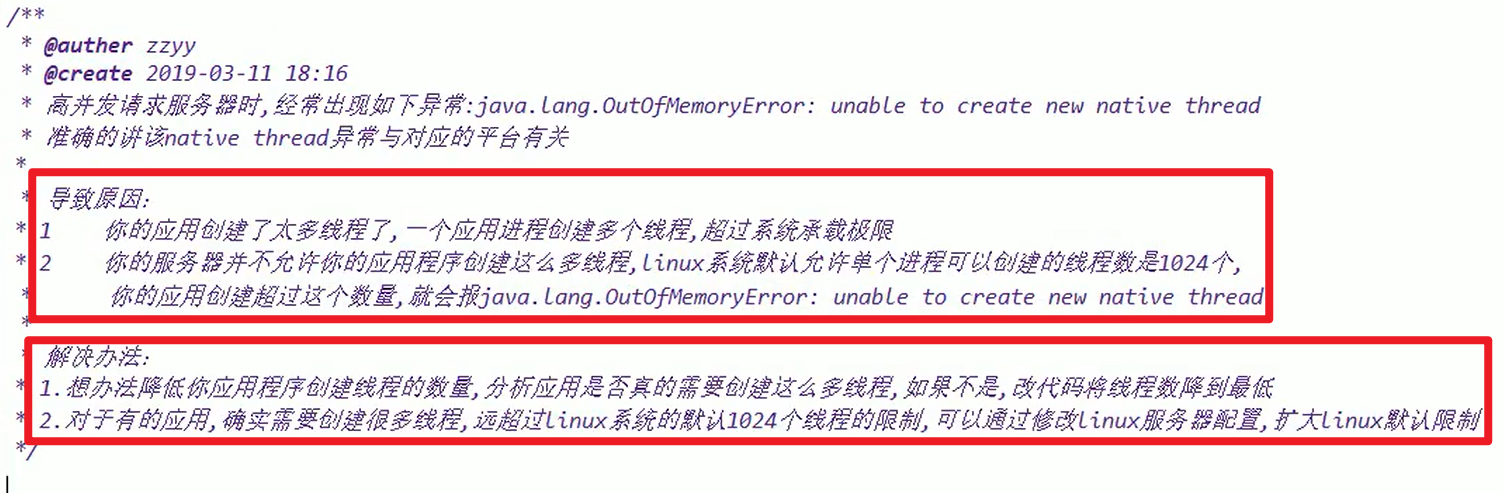 /**
* @auther zzyy
* @create 2019-03-11 18:16
* 高并发请求服务器时,经常出现如下异常:java.lang.OutOfMemoryError: unable to create new native thread
* 准确的讲该native thread异常与对应的平台有关
*
* 导致原因:
* 1 你的应用创建了太多线程了,一个应用进程创建多个线程,超过系统承载极限
* 2 你的服务器并不允许你的应用程序创建这么多线程,linux系统默认允许单个进程可以创建的线程数是1024个,
* 你的应用创建超过这个数量,就会报java.lang.OutOfMemoryError: unable to create new native thread
*
* 解决办法:
* 1.想办法降低你应用程序创建线程的数量,分析应用是否真的需要创建这么多线程,如果不是,改代码将线程数降到最低
* 2.对于有的应用,确实需要创建很多线程,远超过linux系统的默认1024个线程的限制,可以通过修改linux服务器配置,扩大linux默认限制
*/